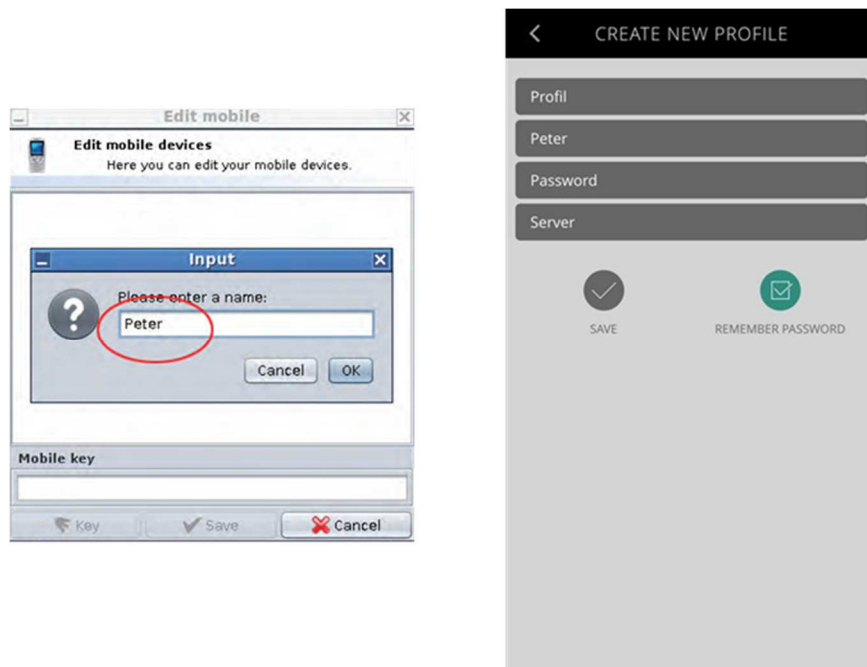 Edit mobile
Edit mobile devices
Here you can edit your mobile devices.
Input
Please enter a name:
Peter
Cancel OK
Mobile key
Key Save Cancel
CREATE NEW PROFILE
Profil
Peter
Password
Server
SAVE REMEMBER PASSWORD